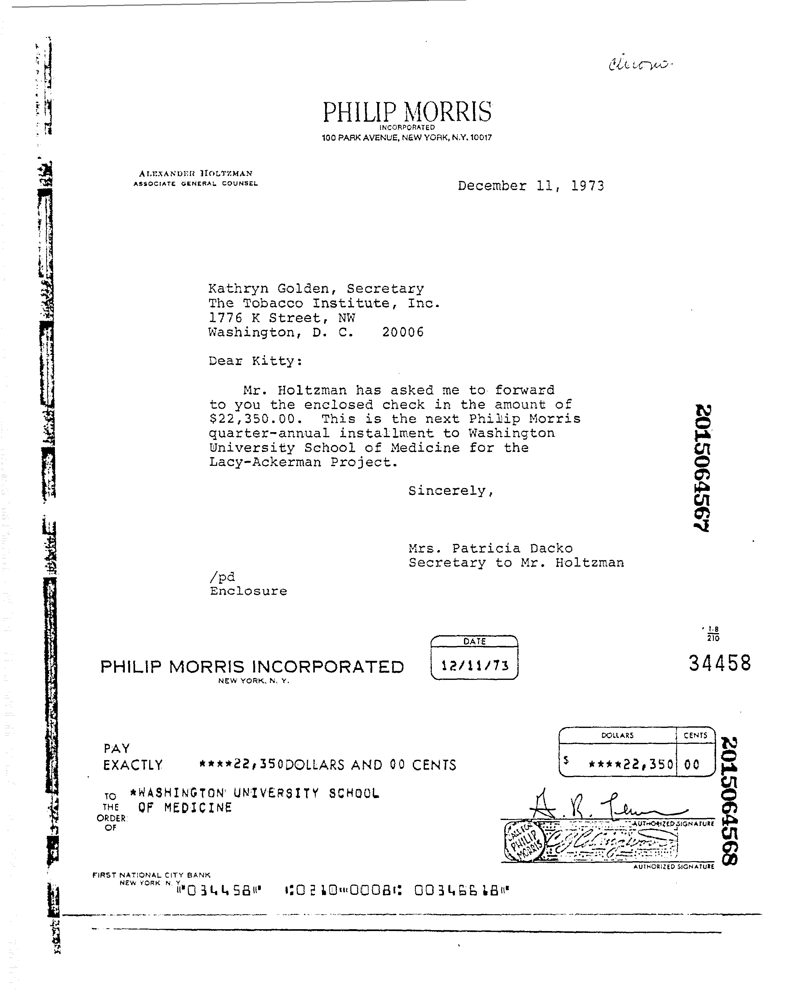 chrono.
PHILIP MORRIS
INCORPORATED
100 PARK AVENUE, NEW YORK, N.Y. 10017
ALEXANDER HOLTZMAN
ASSOCIATE GENERAL COUNSEL
December 11, 1973
Kathryn Golden, Secretary
The Tobacco Institute, Inc.
1776 K Street, NW
Washington, D. C. 20006
Dear Kitty:
Mr. Holtzman has asked me to forward
to you the enclosed check in the amount of
$22,350.00. This is the next Philip Morris
quarter-annual installment to Washington
University School of Medicine for the
Lacy-Ackerman Project.
Sincerely,
Mrs. Patricia Dacko
Secretary to Mr. Holtzman
/pd
Enclosure
2015064567
1-8
210
PHILIP MORRIS INCORPORATED
NEW YORK, N. Y.
DATE
12/11/73
34458
PAY
EXACTLY ****22,350DOLLARS AND 00 CENTS
DOLLARS CENTS
$ ****22,350 00
TO THE ORDER OF
*WASHINGTON UNIVERSITY SCHOOL
OF MEDICINE
A. R.
AUTHORIZED SIGNATURE
CALL FOR PHILIP MORRIS
AUTHORIZED SIGNATURE
2015064568
FIRST NATIONAL CITY BANK
NEW YORK N.Y.
⑈034458⑈ ⑆0210⑉0008⑆ 00346618⑈